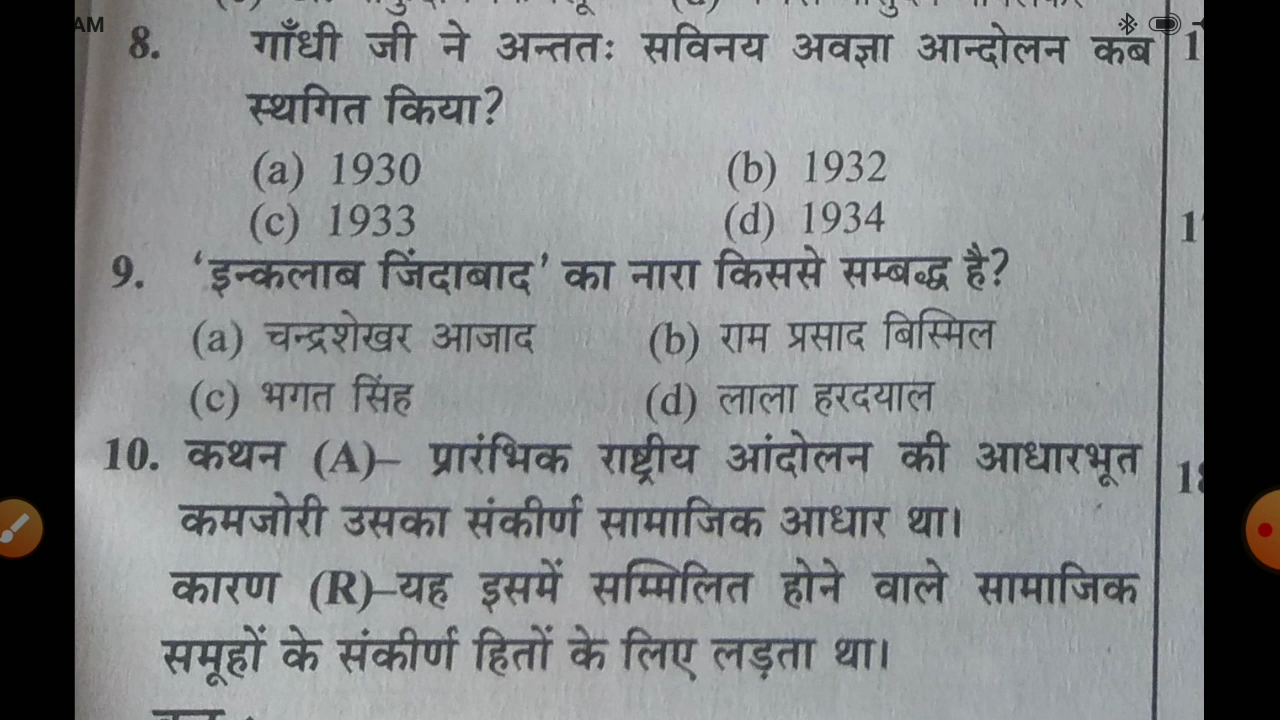 AM
8. गाँधी जी ने अन्ततः सविनय अवज्ञा आन्दोलन कब
स्थगित किया?
(a) 1930 (b) 1932
(c) 1933 (d) 1934
9. 'इन्कलाब जिंदाबाद' का नारा किससे सम्बद्ध है?
(a) चन्द्रशेखर आजाद (b) राम प्रसाद बिस्मिल
(c) भगत सिंह (d) लाला हरदयाल
10. कथन (A)– प्रारंभिक राष्ट्रीय आंदोलन की आधारभूत
कमजोरी उसका संकीर्ण सामाजिक आधार था।
कारण (R)–यह इसमें सम्मिलित होने वाले सामाजिक
समूहों के संकीर्ण हितों के लिए लड़ता था।